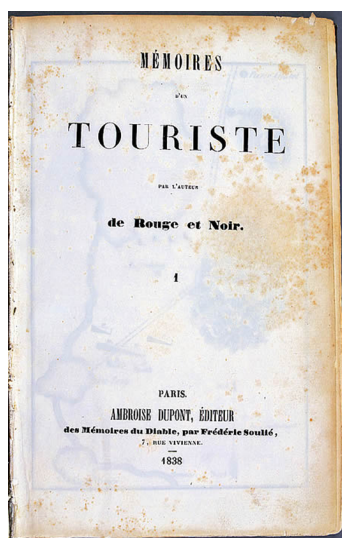 MÉMOIRES
D'UN
TOURISTE
PAR L'AUTEUR
de Rouge et Noir.
1
PARIS.
AMBROISE DUPONT, ÉDITEUR
des Mémoires du Diable, par Frédéric Soulié,
7, RUE VIVIENNE.
1838